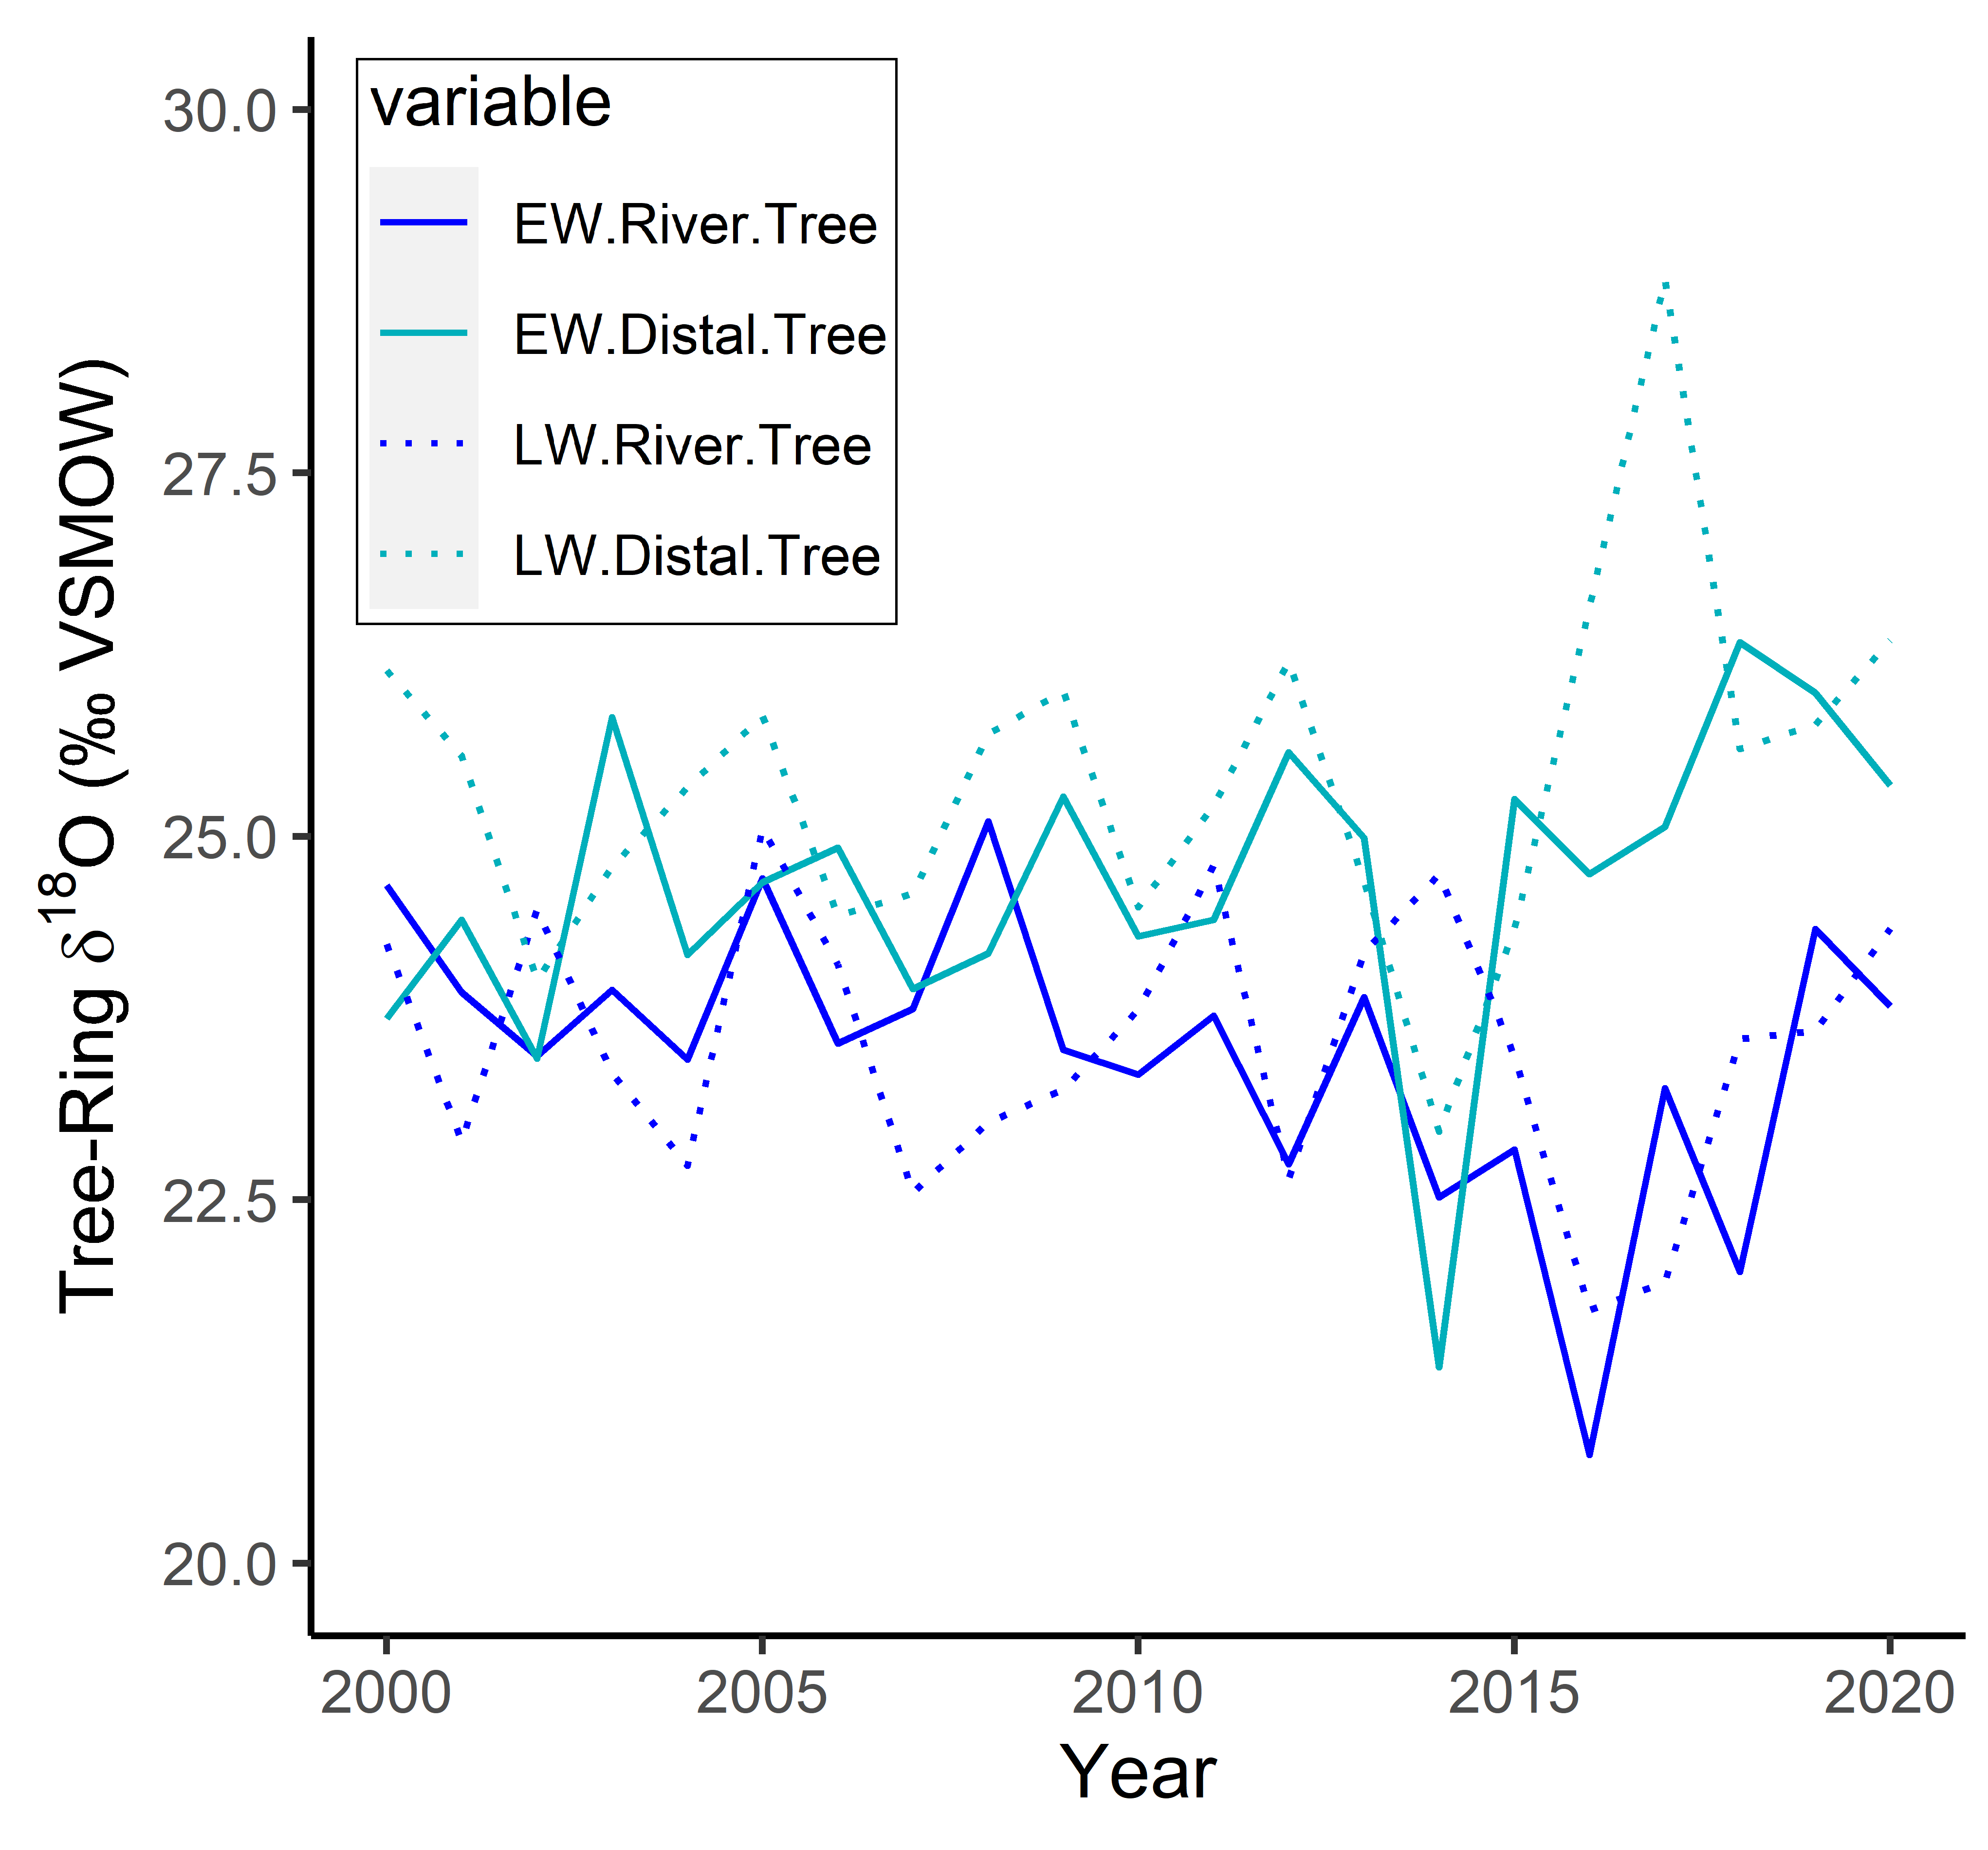 variable
EW.River.Tree
EW.Distal.Tree
LW.River.Tree
LW.Distal.Tree
Tree-Ring δ¹⁸O (‰ VSMOW)
30.0
27.5
25.0
22.5
20.0
2000 2005 2010 2015 2020
Year